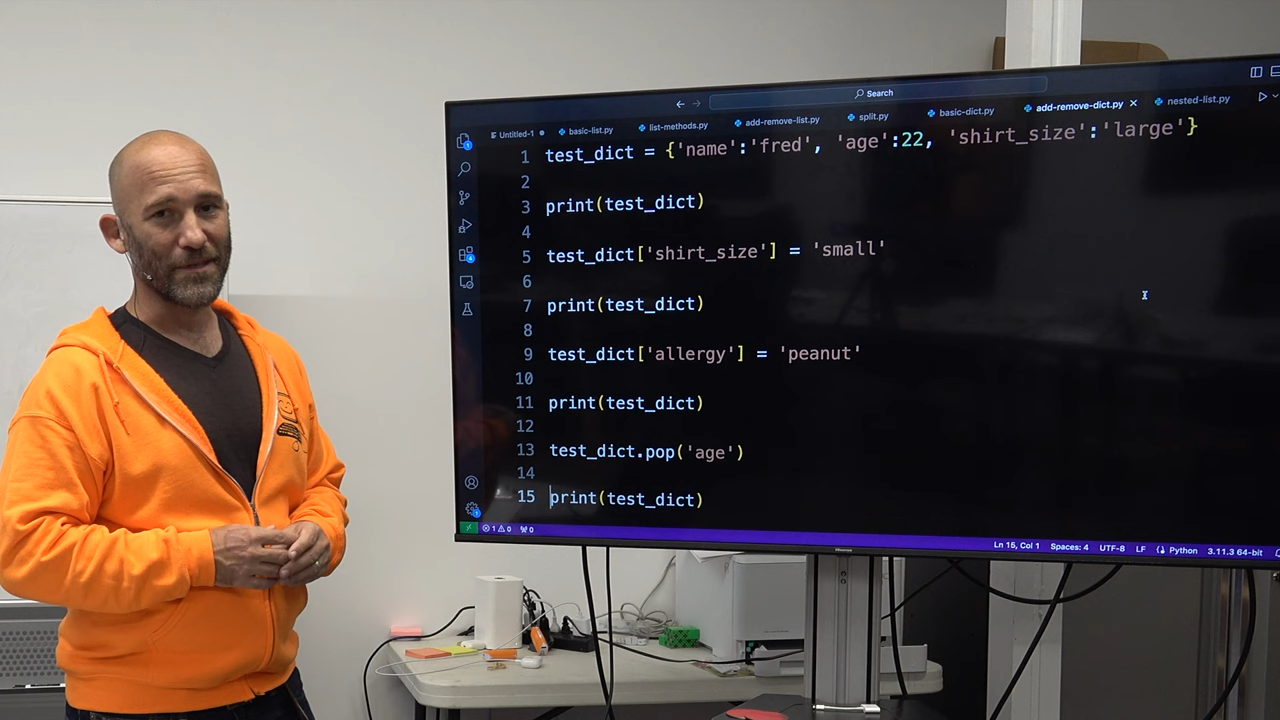 Search
Untitled-1
basic-list.py
list-methods.py
add-remove-list.py
split.py
basic-dict.py
add-remove-dict.py
nested-list.py
1 test_dict = {'name':'fred', 'age':22, 'shirt_size':'large'}
2
3 print(test_dict)
4
5 test_dict['shirt_size'] = 'small'
6
7 print(test_dict)
8
9 test_dict['allergy'] = 'peanut'
10
11 print(test_dict)
12
13 test_dict.pop('age')
14
15 print(test_dict)
1 0 0
Ln 15, Col 1 Spaces: 4 UTF-8 LF Python 3.11.3 64-bit
Hisense